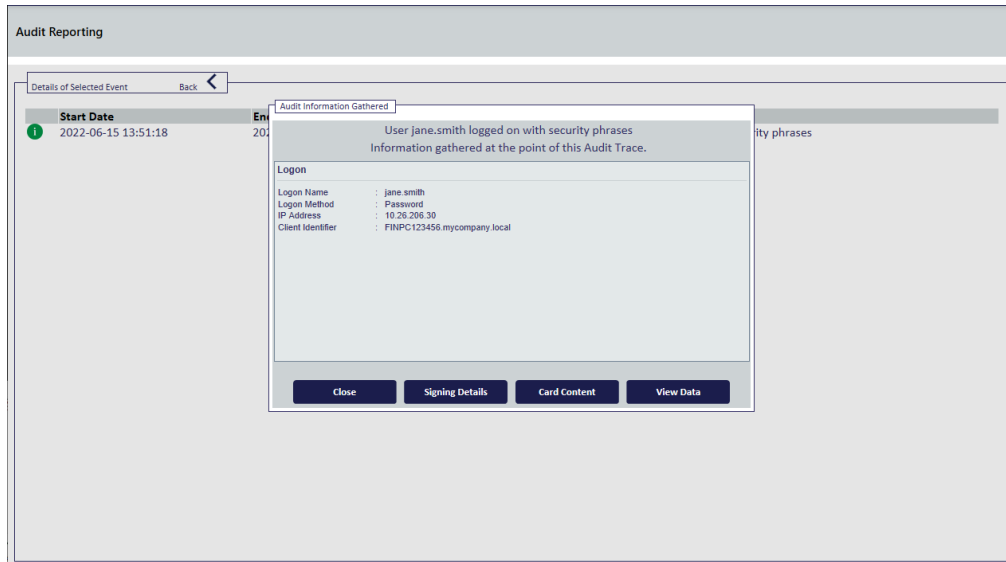 Audit Reporting
Details of Selected Event Back
Start Date
2022-06-15 13:51:18
Audit Information Gathered
User jane.smith logged on with security phrases
Information gathered at the point of this Audit Trace.
Logon
Logon Name : jane.smith
Logon Method : Password
IP Address : 10.26.206.30
Client Identifier : FINPC123456.mycompany.local
Close Signing Details Card Content View Data
phrases